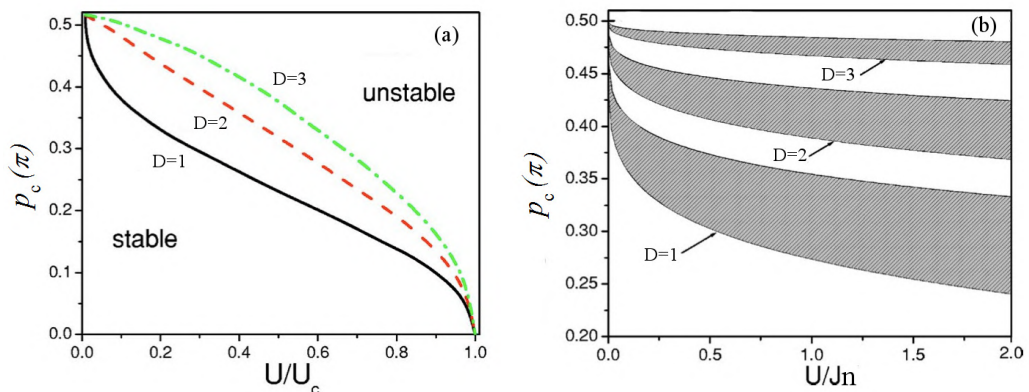 (a)
0.5
0.4
0.3
0.2
0.1
0.0
p_c (π)
D=3
unstable
D=2
D=1
stable
0.0 0.2 0.4 0.6 0.8 1.0
U/U_c
(b)
0.50
0.45
0.40
0.35
0.30
0.25
0.20
p_c (π)
D=3
D=2
D=1
0.0 0.5 1.0 1.5 2.0
U/Jn